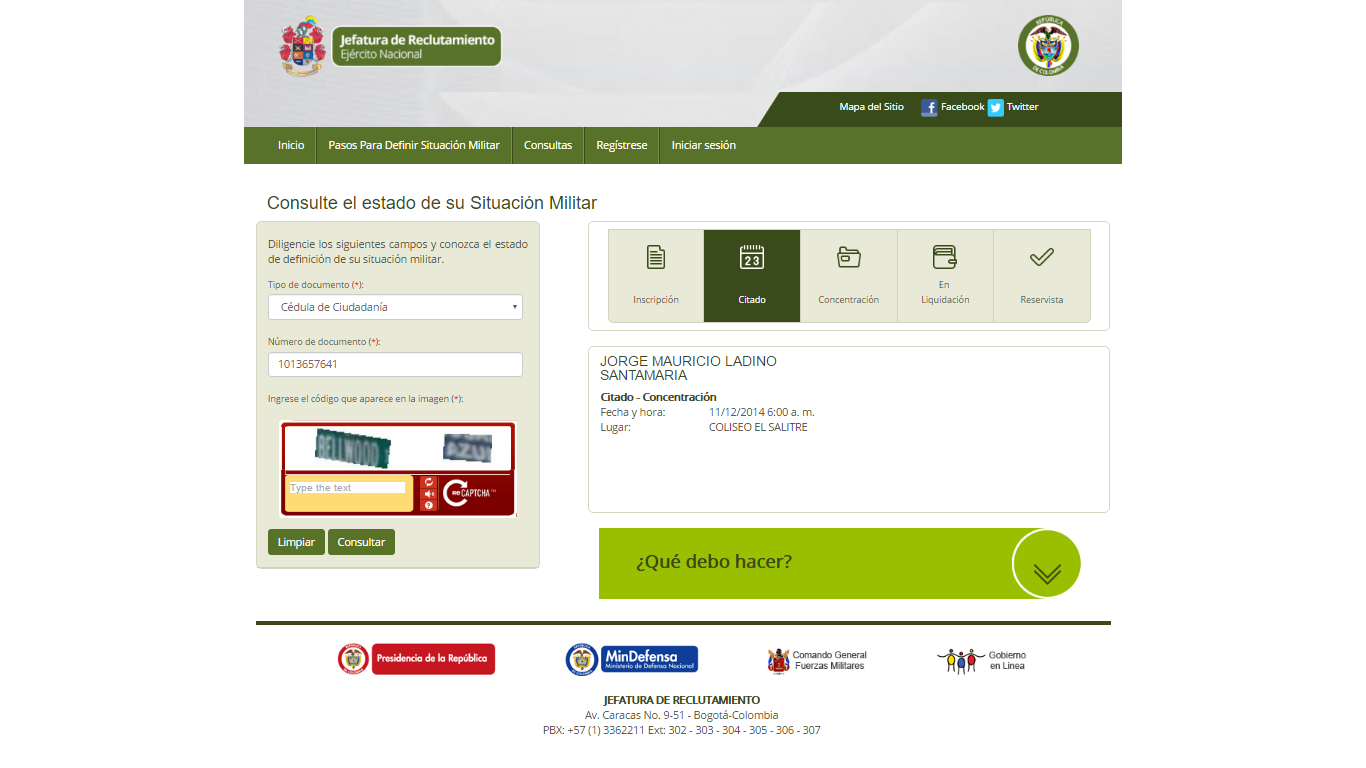 Jefatura de Reclutamiento
Ejército Nacional
REPÚBLICA
DE COLOMBIA
Mapa del Sitio Facebook Twitter
Inicio Pasos Para Definir Situación Militar Consultas Regístrese Iniciar sesión
Consulte el estado de su Situación Militar
Diligencie los siguientes campos y conozca el estado
de definición de su situación militar.
Tipo de documento (*):
Cédula de Ciudadanía
Número de documento (*):
1013657641
Ingrese el código que aparece en la imagen (*):
BELLWOOD
Type the text
reCAPTCHA™
Limpiar Consultar
Inscripción
23
Citado
Concentración
En
Liquidación
Reservista
JORGE MAURICIO LADINO
SANTAMARIA
Citado - Concentración
Fecha y hora: 11/12/2014 6:00 a. m.
Lugar: COLISEO EL SALITRE
¿Qué debo hacer?
Presidencia de la República
MinDefensa
Ministerio de Defensa Nacional
Comando General
Fuerzas Militares
Gobierno
en Linea
JEFATURA DE RECLUTAMIENTO
Av. Caracas No. 9-51 - Bogotá-Colombia
PBX: +57 (1) 3362211 Ext: 302 - 303 - 304 - 305 - 306 - 307